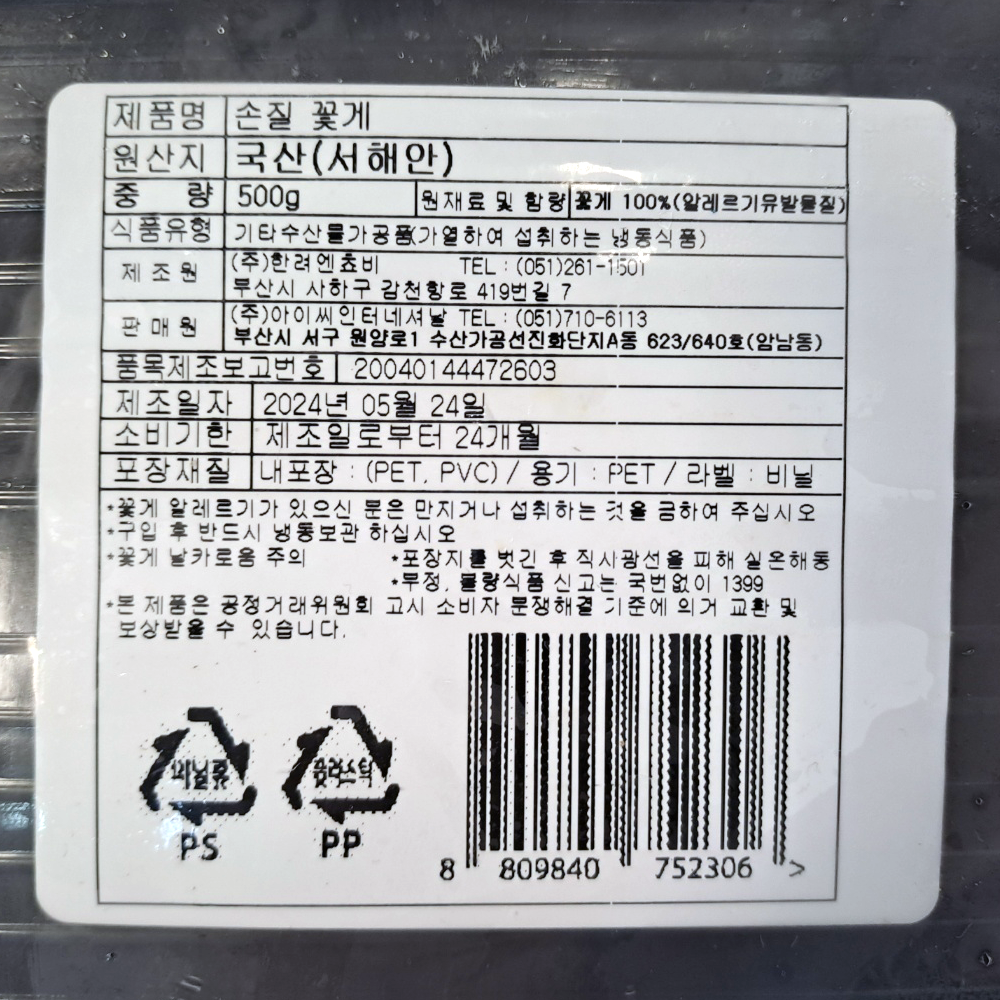 제품명 손질 꽃게
원산지 국산(서해안)
중 량 500g 원재료 및 함량 꽃게 100%(알레르기유발물질)
식품유형 기타수산물가공품(가열하여 섭취하는 냉동식품)
제조원 (주)한려엔쵸비 TEL : (051)261-1501
부산시 사하구 감천항로 419번길 7
판매원 (주)아이씨인터네셔날 TEL : (051)710-6113
부산시 서구 원양로1 수산가공선진화단지A동 623/640호(암남동)
품목제조보고번호 20040144472603
제조일자 2024년 05월 24일
소비기한 제조일로부터 24개월
포장재질 내포장 : (PET, PVC) / 용기 : PET / 라벨 : 비닐
*꽃게 알레르기가 있으신 분은 만지거나 섭취하는 것을 금하여 주십시오
*구입 후 반드시 냉동보관 하십시오
*꽃게 날카로움 주의 *포장지를 벗긴 후 직사광선을 피해 실온해동
*부정, 불량식품 신고는 국번없이 1399
*본 제품은 공정거래위원회 고시 소비자 분쟁해결 기준에 의거 교환 및
보상받을 수 있습니다.
비닐류 플라스틱
PS PP
8 809840 752306 >